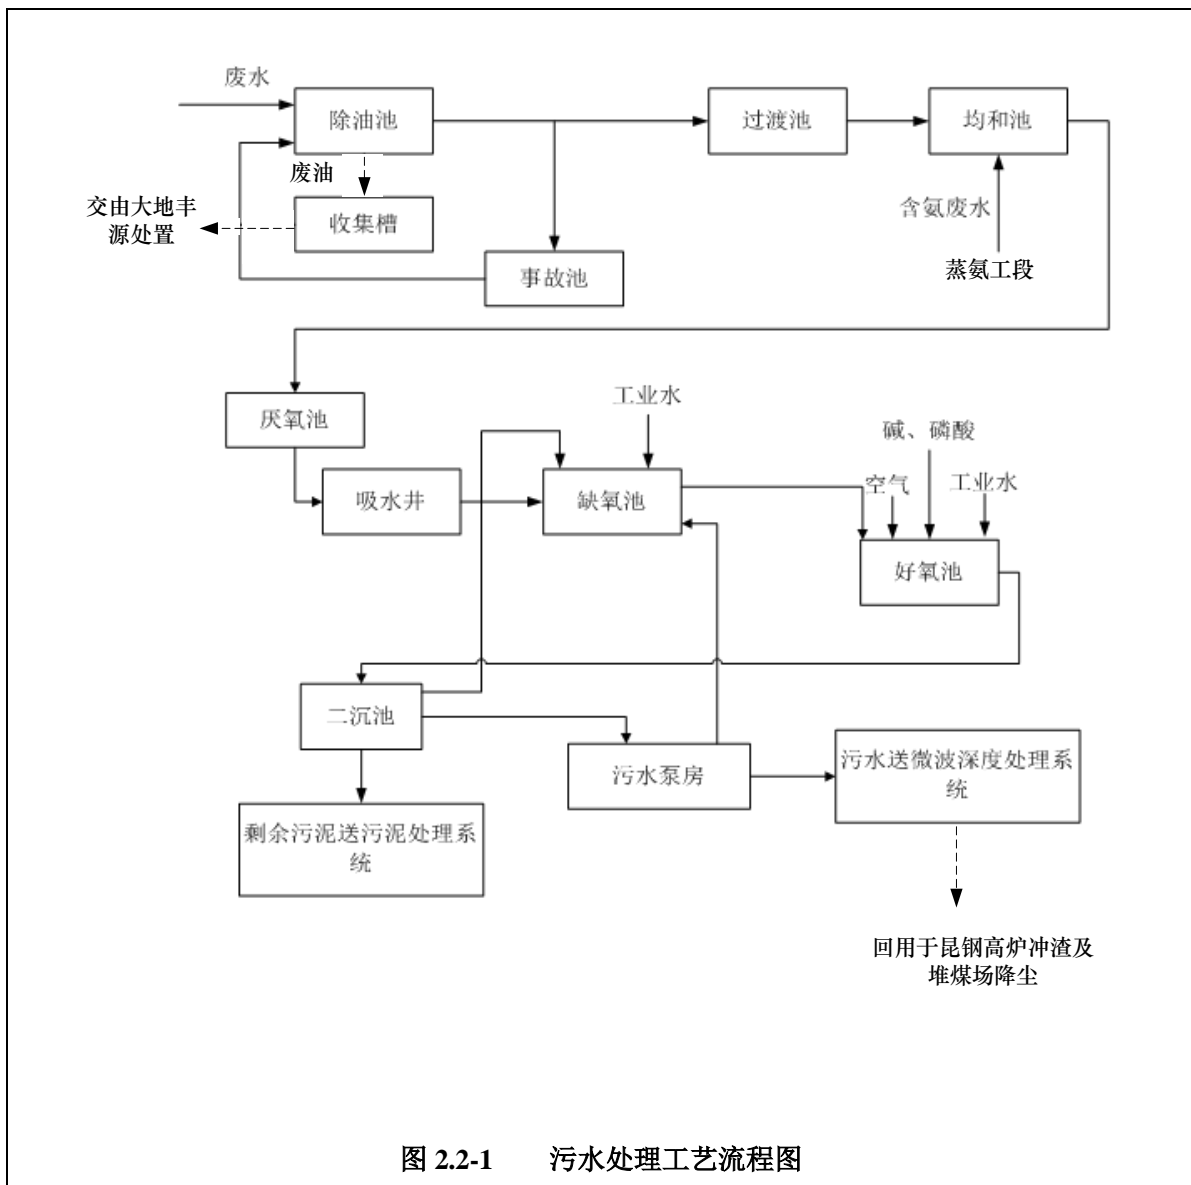 废水
除油池
过渡池
均和池
废油
交由大地丰
源处置
收集槽
含氨废水
事故池
蒸氨工段
厌氧池
工业水
碱、磷酸
吸水井
缺氧池
空气
工业水
好氧池
二沉池
污水泵房
污水送微波深度处理系
统
剩余污泥送污泥处理系
统
回用于昆钢高炉冲渣及
堆煤场降尘
图 2.2-1 污水处理工艺流程图